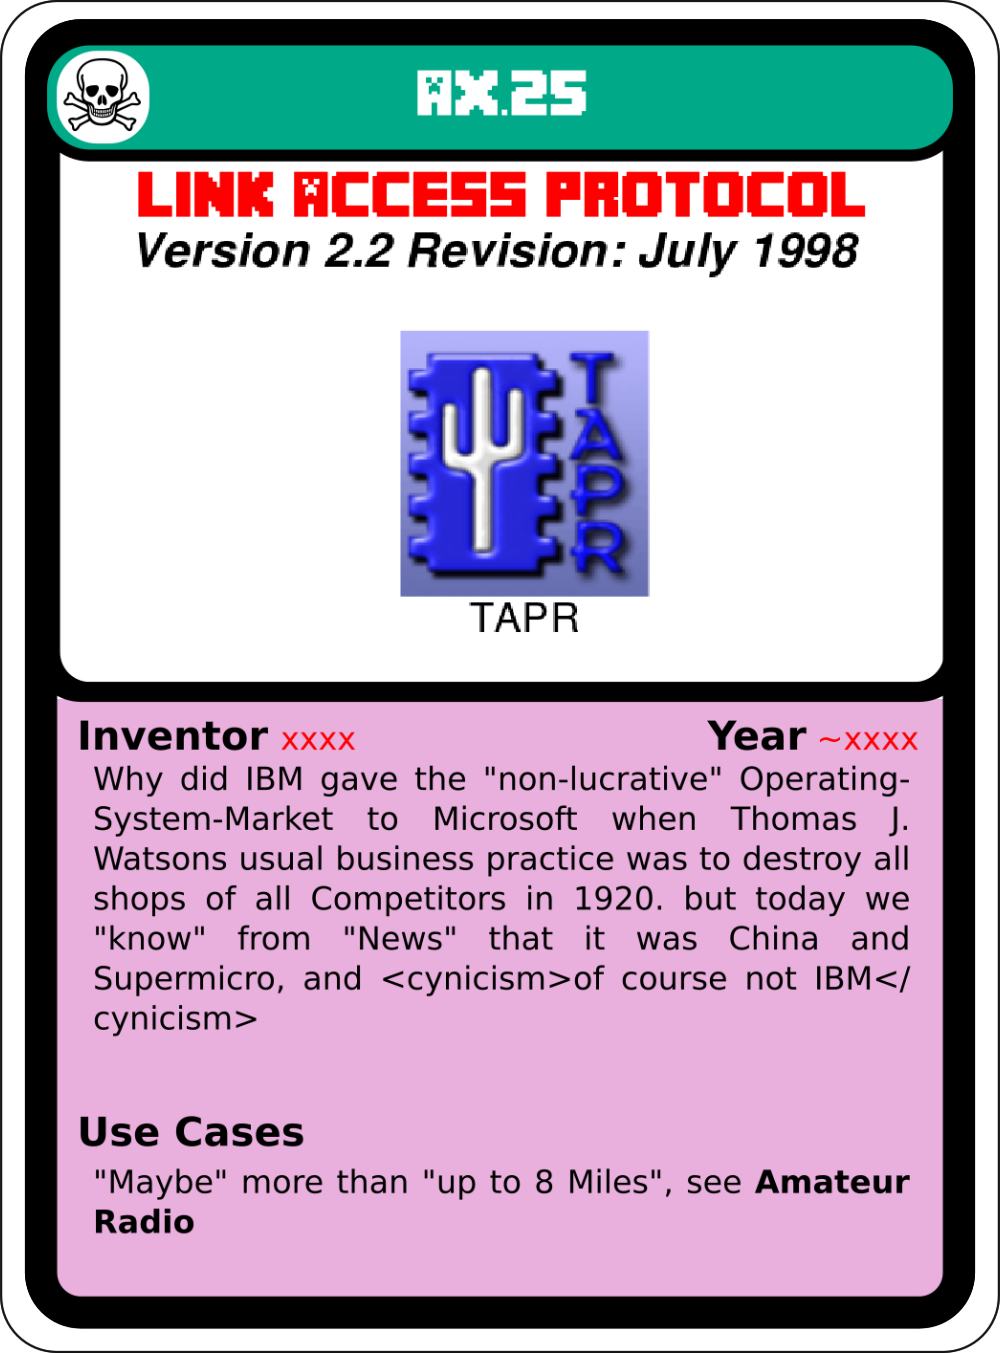 AX.25
LINK ACCESS PROTOCOL
Version 2.2 Revision: July 1998
TAPR
TAPR
Inventor xxxx Year ~xxxx
Why did IBM gave the "non-lucrative" Operating-
System-Market to Microsoft when Thomas J.
Watsons usual business practice was to destroy all
shops of all Competitors in 1920. but today we
"know" from "News" that it was China and
Supermicro, and <cynicism>of course not IBM</
cynicism>
Use Cases
"Maybe" more than "up to 8 Miles", see Amateur
Radio